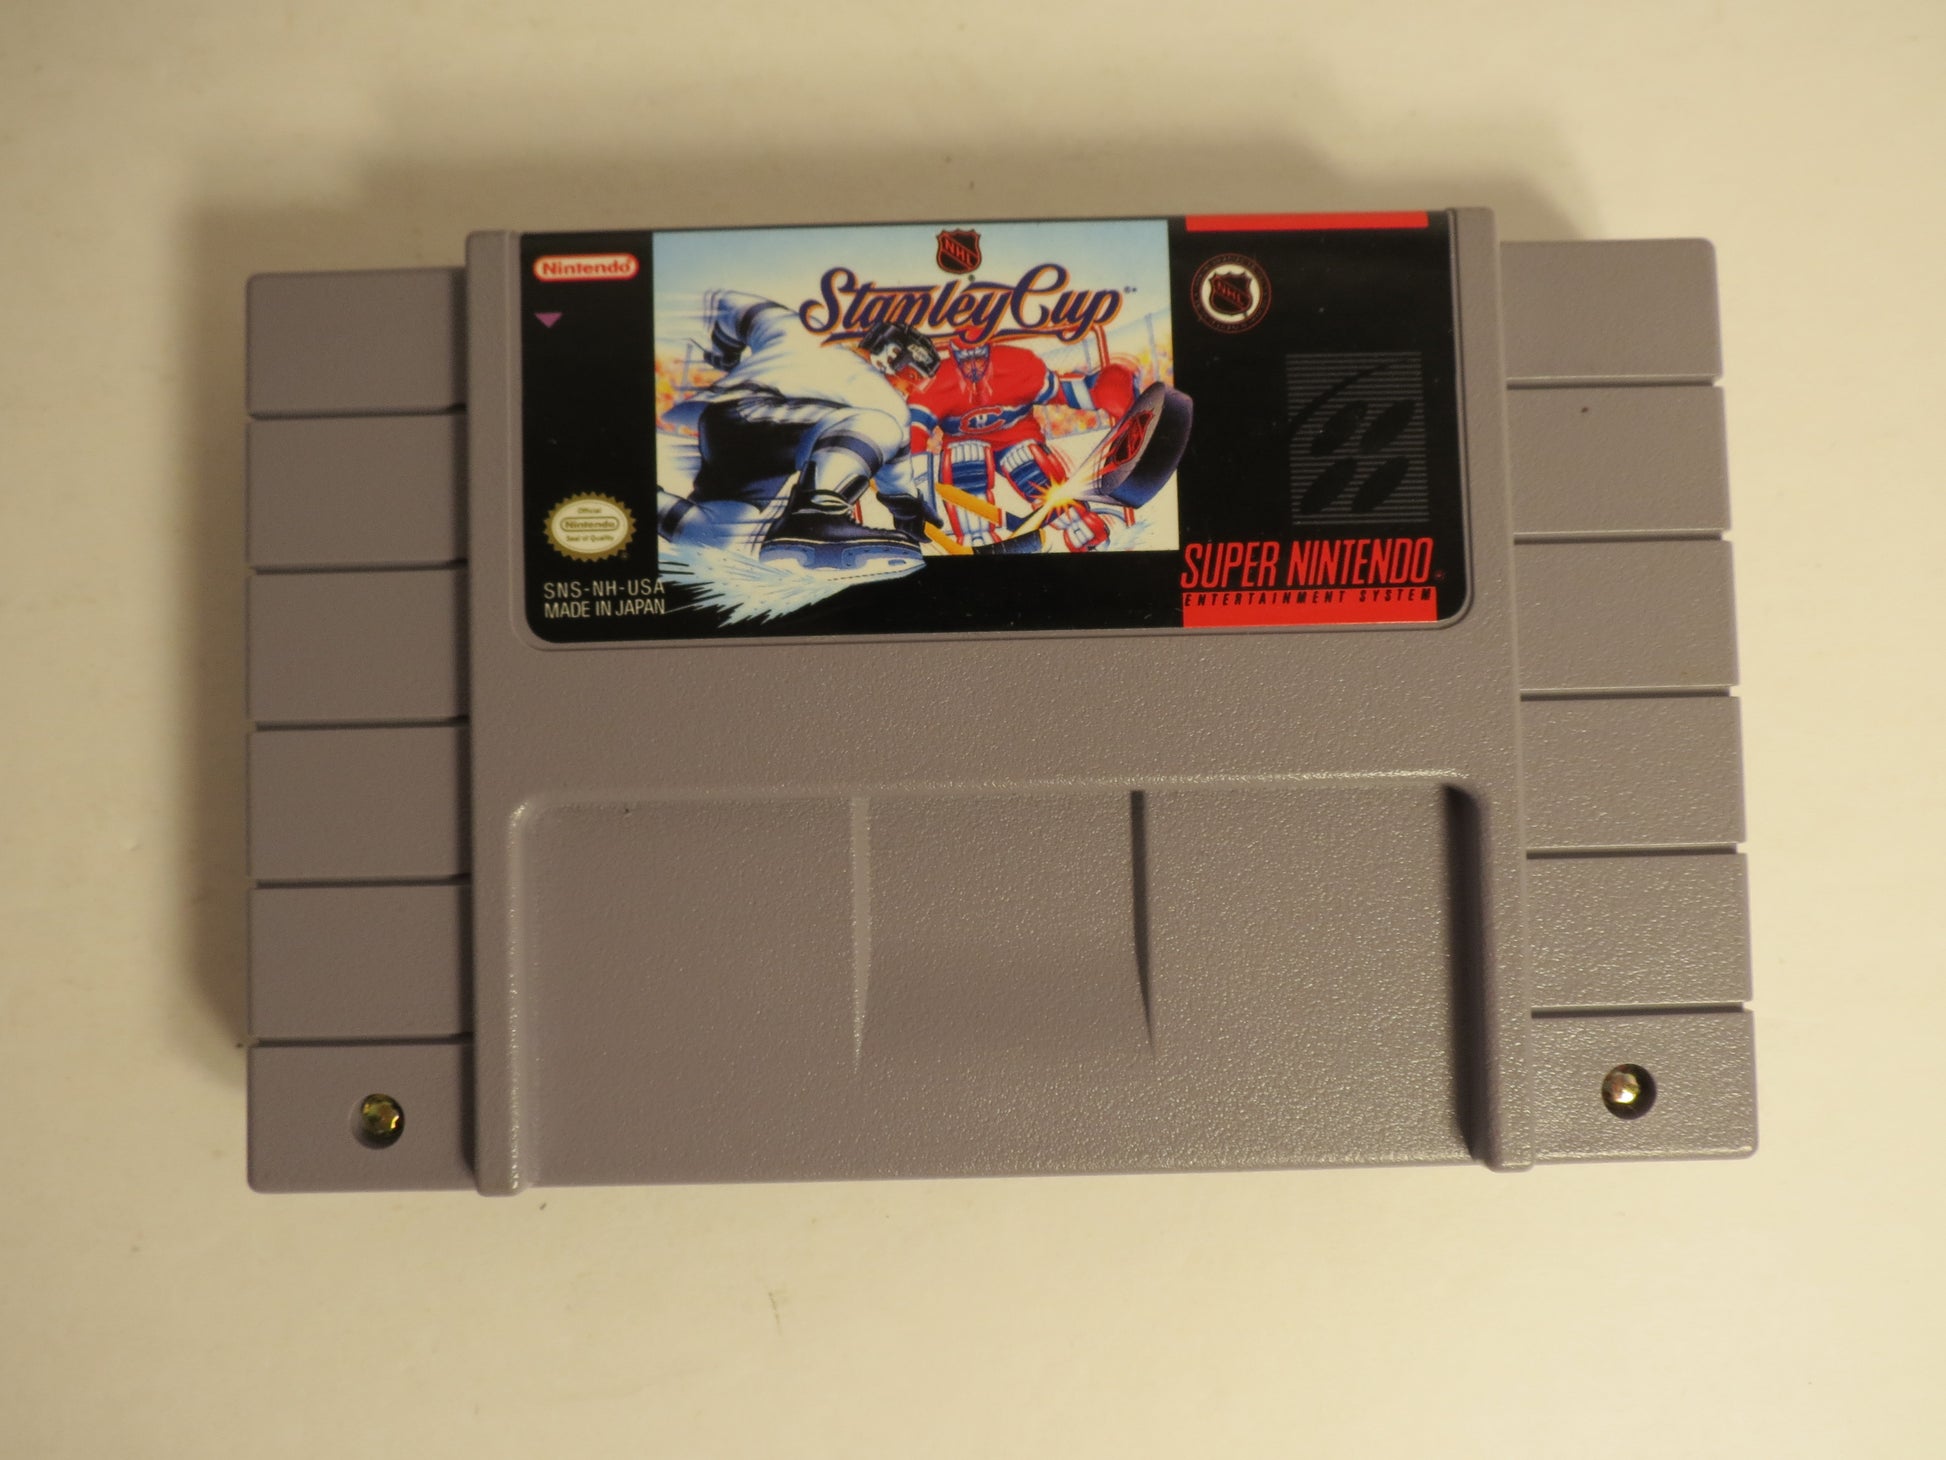 Nintendo
NHL
Stanley Cup
NHL
Official
Nintendo
Seal of Quality
SNS-NH-USA
MADE IN JAPAN
SUPER NINTENDO
ENTERTAINMENT SYSTEM